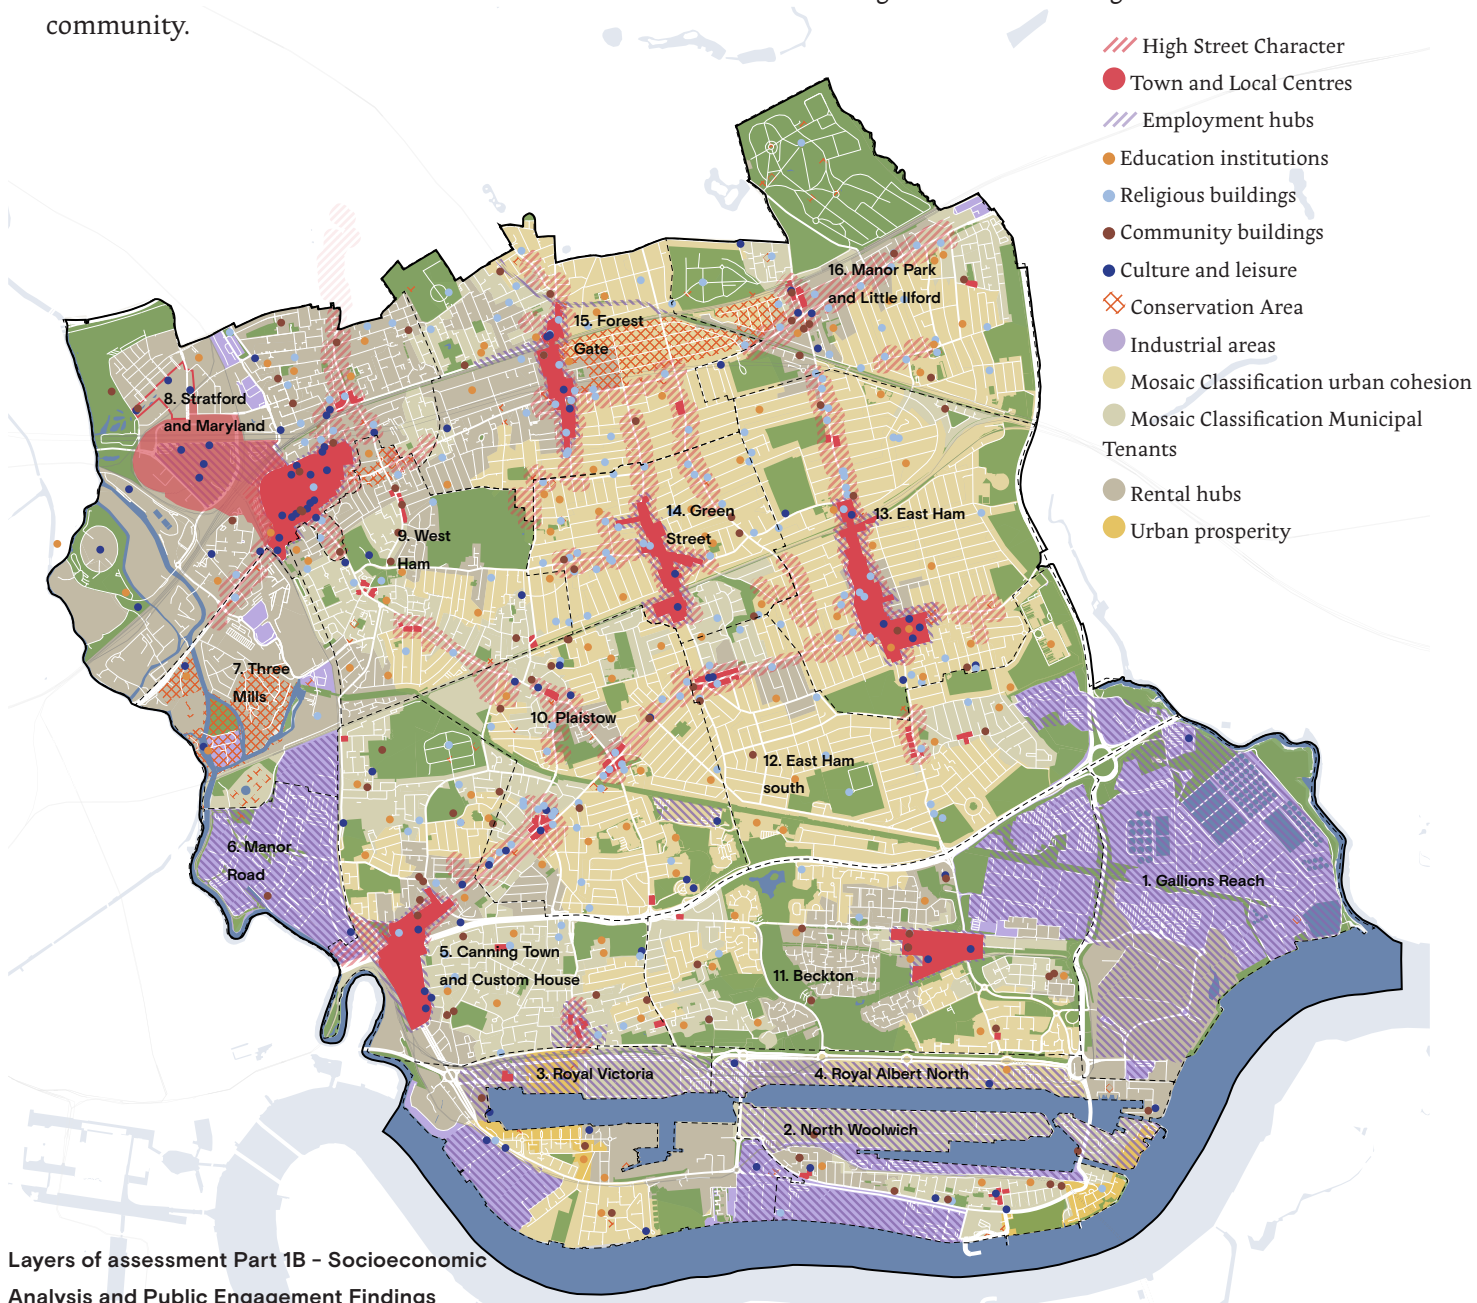 community.
High Street Character
Town and Local Centres
Employment hubs
Education institutions
Religious buildings
Community buildings
Culture and leisure
Conservation Area
Industrial areas
Mosaic Classification urban cohesion
Mosaic Classification Municipal
Tenants
Rental hubs
Urban prosperity
16. Manor Park
and Little Ilford
15. Forest
Gate
8. Stratford
and Maryland
14. Green
Street
13. East Ham
9. West
Ham
7. Three
Mills
10. Plaistow
12. East Ham
south
6. Manor
Road
1. Gallions Reach
5. Canning Town
and Custom House
11. Beckton
3. Royal Victoria
4. Royal Albert North
2. North Woolwich
Layers of assessment Part 1B - Socioeconomic
Analysis and Public Engagement Findings